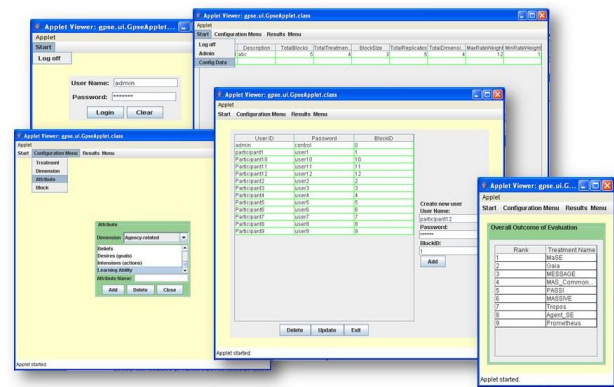 Applet Viewer: gpse.ui.GpseApplet...
Applet
Start
Log off
User Name: admin
Password: *******
Login Clear
Applet Viewer: gpse.ui.GpseApplet.class
Applet
Start Configuration Menu Results Menu
Log off
Admin
Config Data
Description TotalBlocks TotalTreatmen... BlockSize TotalReplicates TotalDimensi... MaxRateWeight MinRateWeight
abc 5 4 3 5 4 12 1
Applet Viewer: gpse.ui.GpseApplet.class
Applet
Start Configuration Menu Results Menu
Treatment
Dimension
Attribute
Block
Attribute
Dimension Agency-related
Beliefs
Desires (goals)
Intensions (actions)
Learning Ability
Attribute Name:
Add Delete Close
Applet started.
Applet Viewer: gpse.ui.GpseApplet.class
Applet
Start Configuration Menu Results Menu
User ID Password BlockID
admin control 0
participant1 user1 1
Participant10 user10 10
Participant11 user11 11
Participant12 user12 12
Participant2 user2 2
Participant3 user3 3
Participant4 user4 4
Participant5 user5 5
Participant6 user6 6
Participant7 user7 7
Participant8 user8 8
Participant9 user9 9
Create new user
User Name:
participant12
Password:
******
BlockID:
1
Add
Delete Update Exit
Applet started.
Applet Viewer: gpse.ui.G...
Applet
Start Configuration Menu Results Menu
Overall Outcome of Evaluation
Rank Treatment Name
1 MaSE
2 Gaia
3 MESSAGE
4 MAS_Common...
5 PASSI
6 MASSIVE
7 Tropos
8 Agent_SE
9 Prometheus
Applet started.